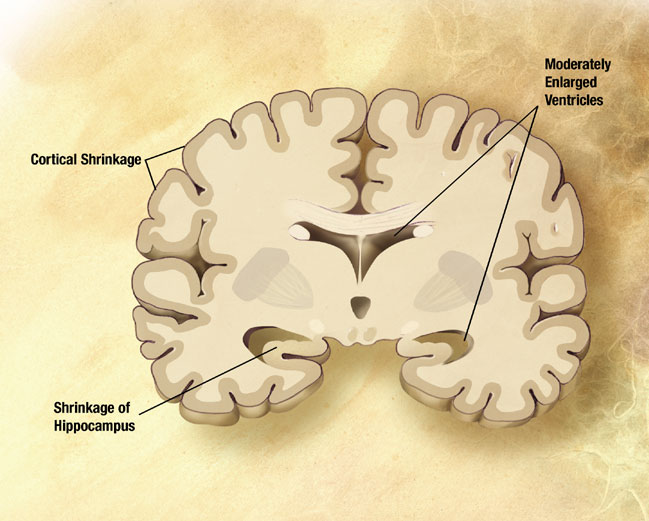 Moderately
Enlarged
Ventricles
Cortical Shrinkage
Shrinkage of
Hippocampus